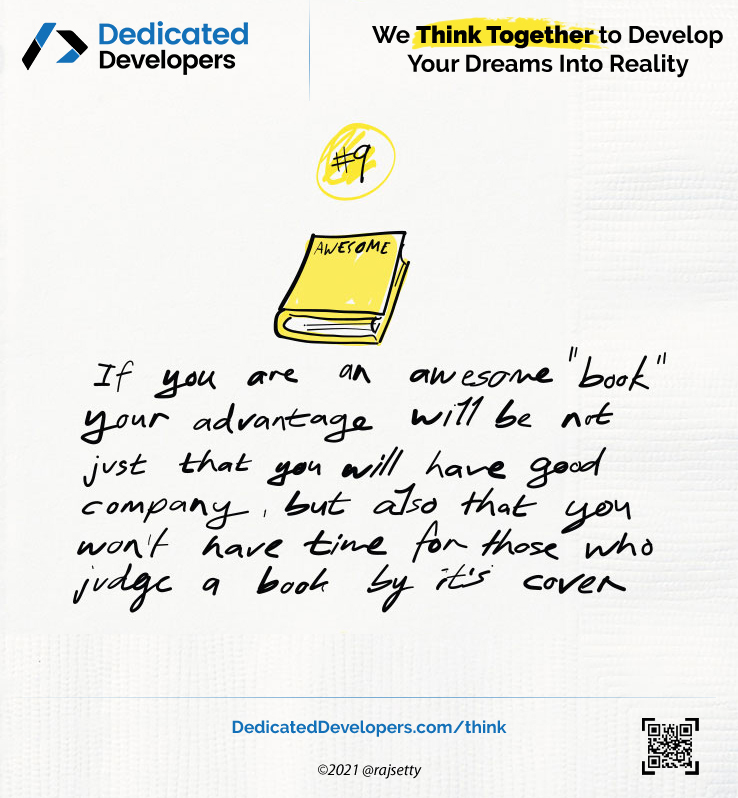 Dedicated
Developers
We Think Together to Develop
Your Dreams Into Reality
#9
AWESOME
If you are an awesome "book"
your advantage will be not
just that you will have good
company, but also that you
won't have time for those who
judge a book by it's cover
DedicatedDevelopers.com/think
©2021 @rajsetty